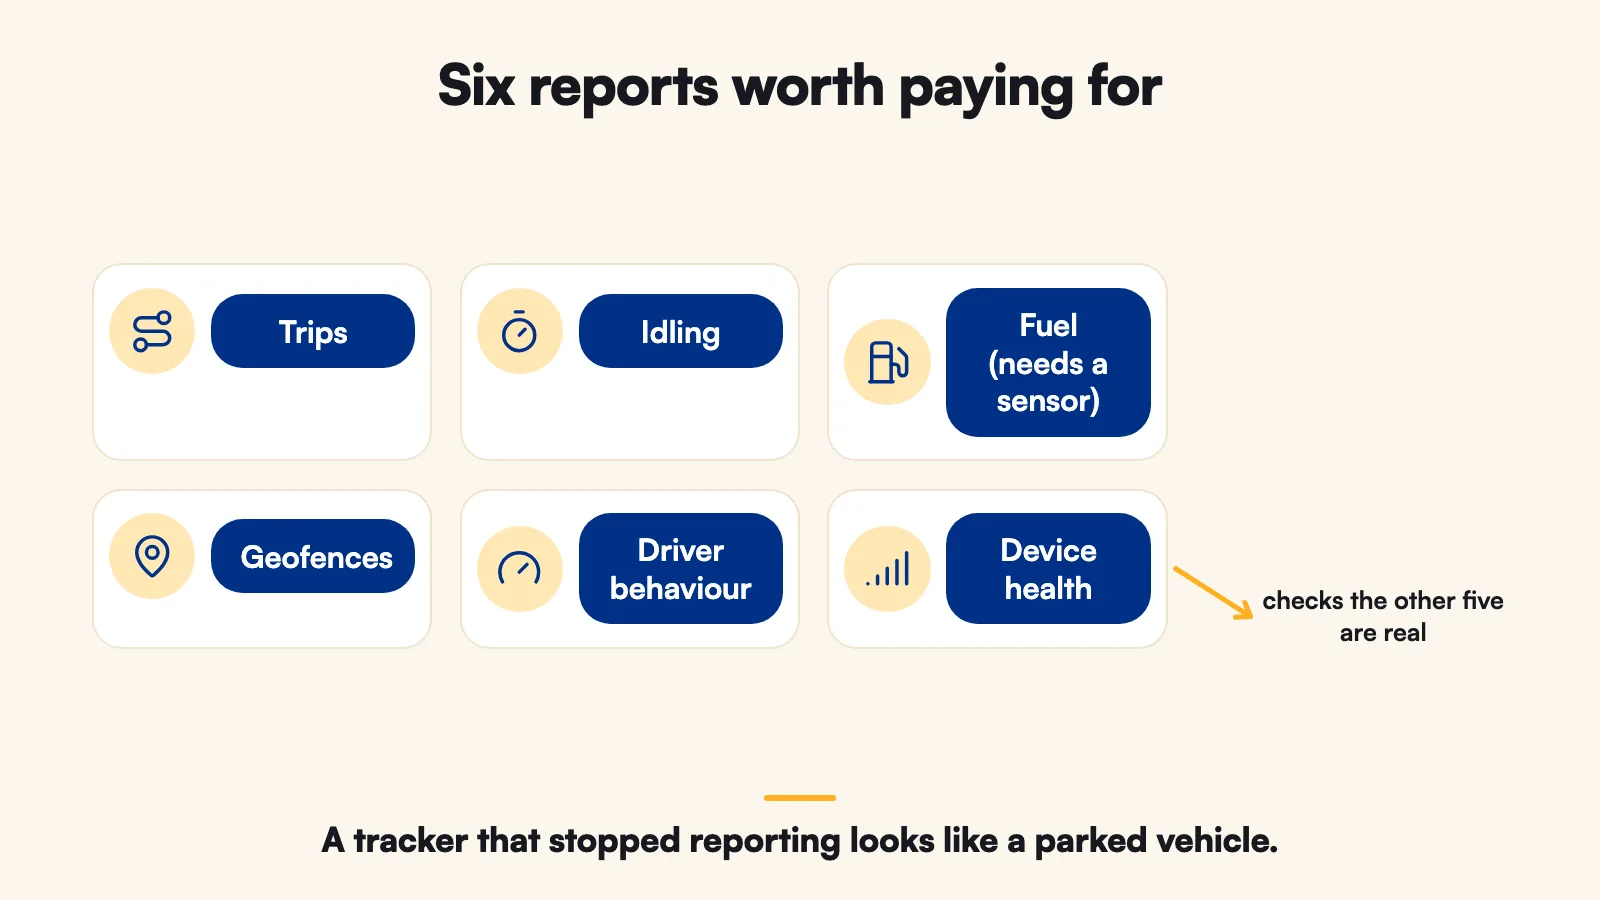 Six reports worth paying for
Trips
Idling
Fuel
(needs a
sensor)
Geofences
Driver
behaviour
Device
health
checks the other five
are real
A tracker that stopped reporting looks like a parked vehicle.